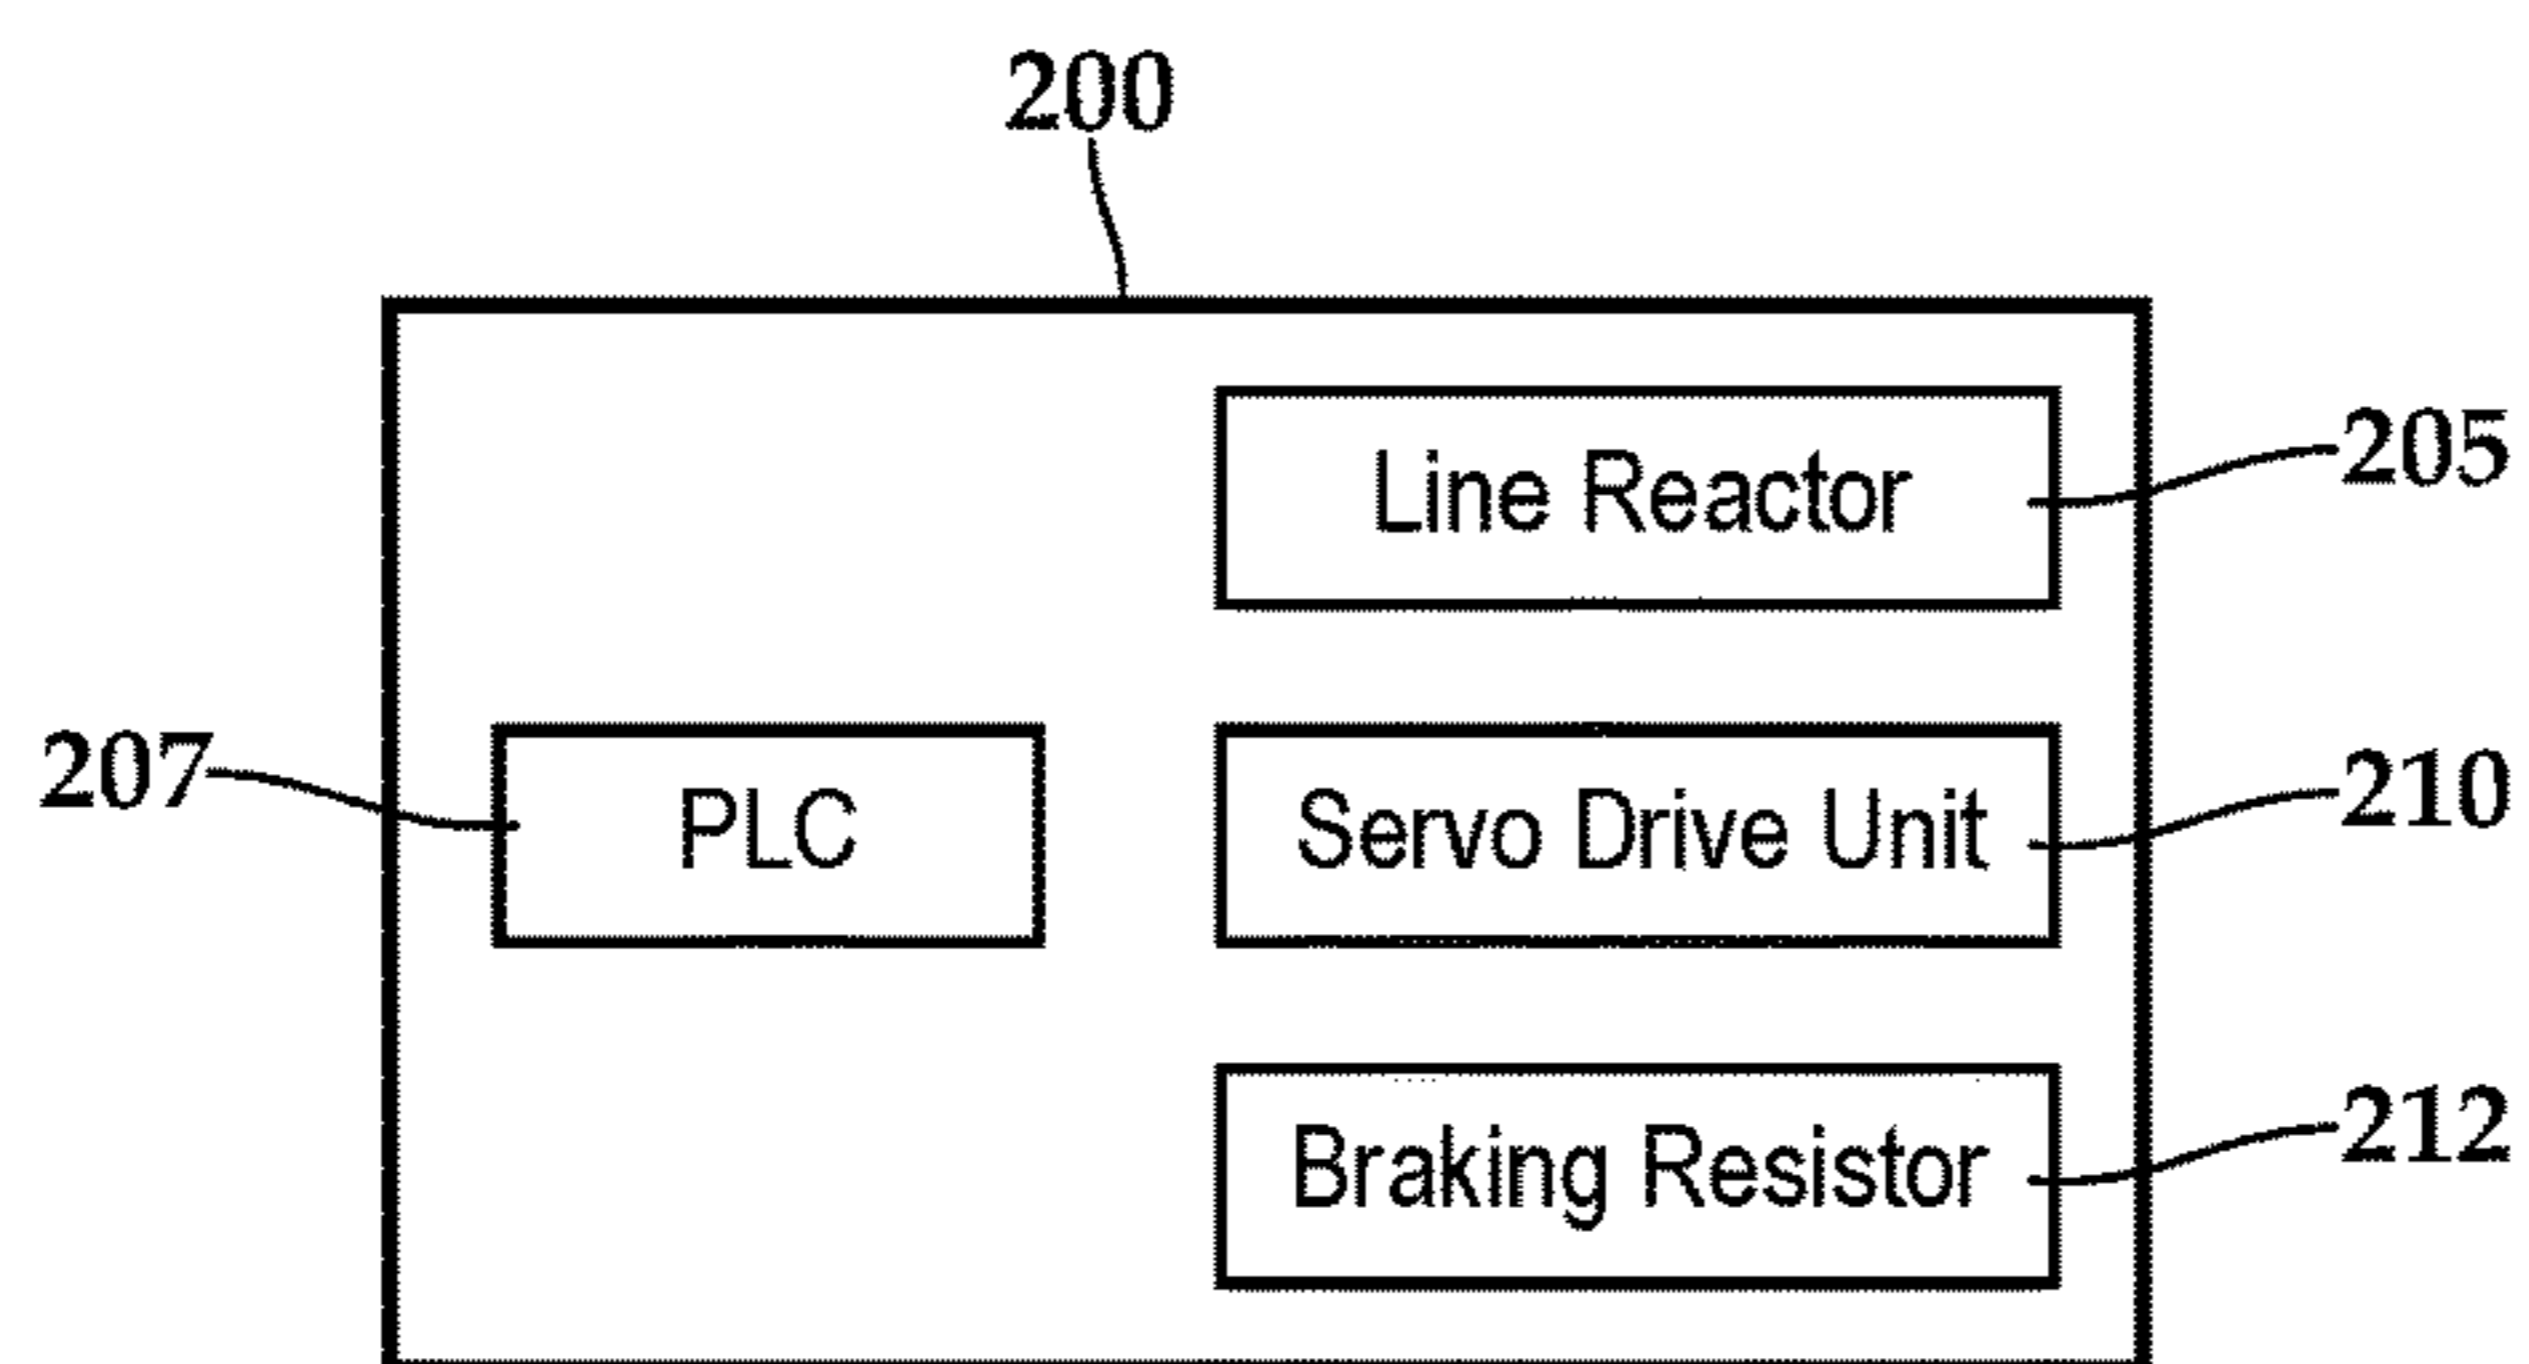 200
Line Reactor
205
207
PLC
Servo Drive Unit
210
Braking Resistor
212